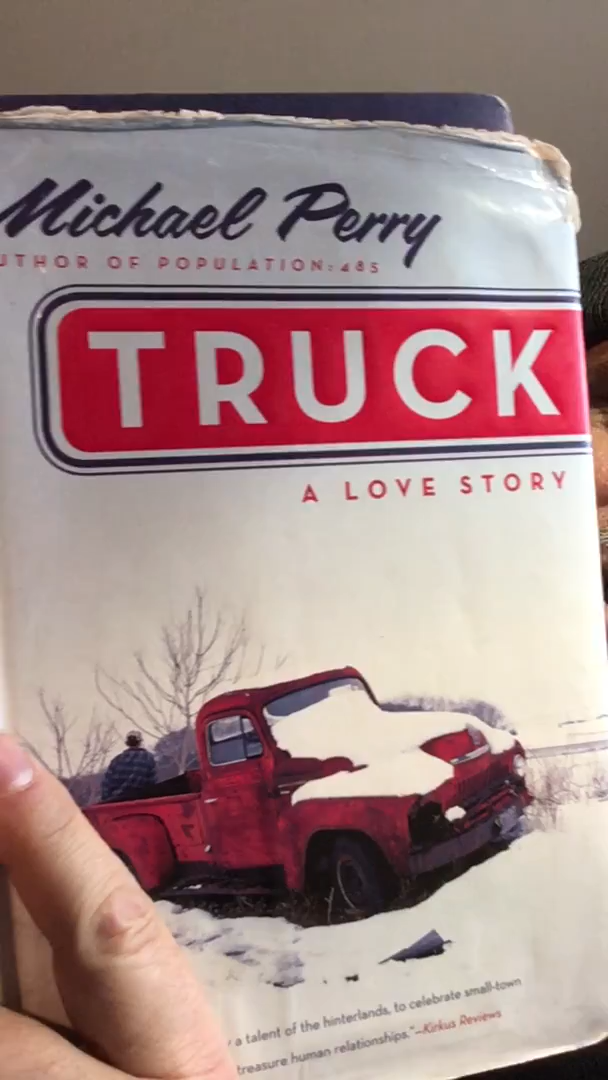 Michael Perry
UTHOR OF POPULATION:485
TRUCK
A LOVE STORY
a talent of the hinterlands, to celebrate small-town
treasure human relationships."—Kirkus Reviews